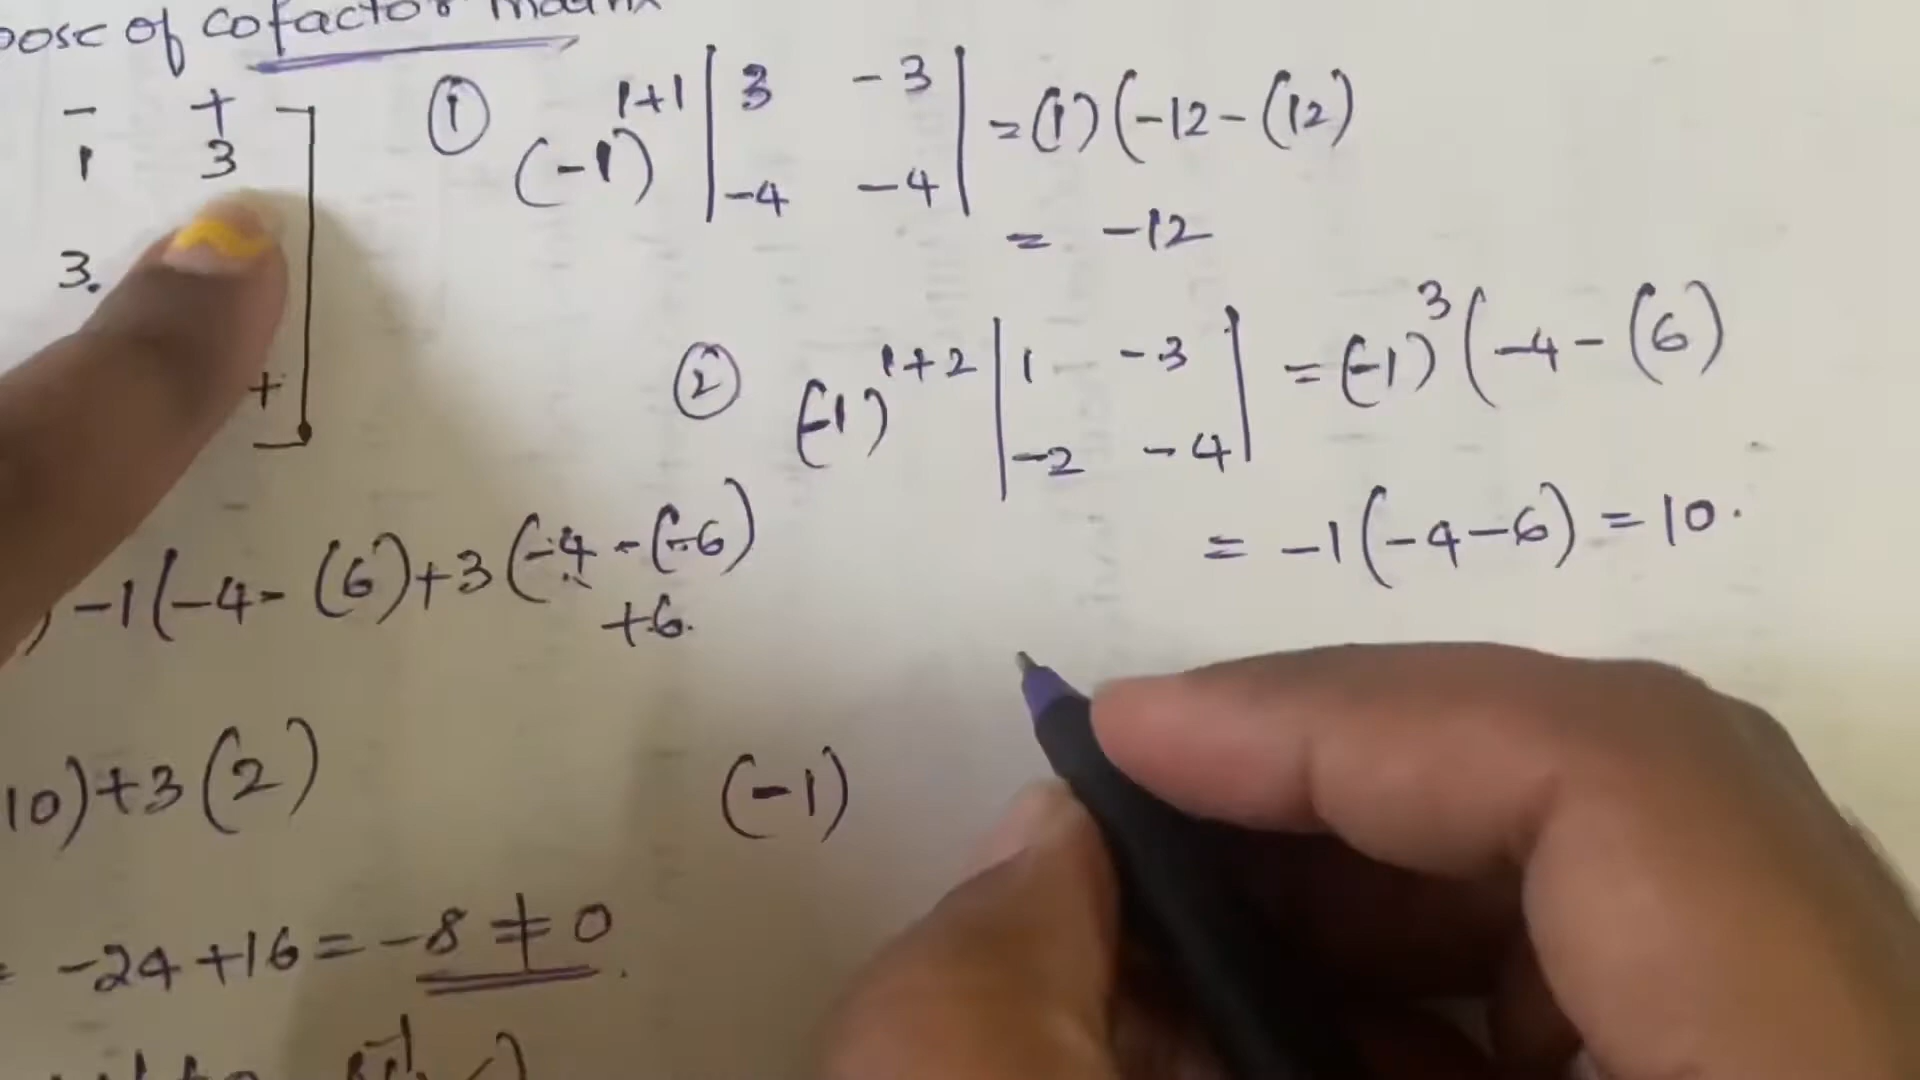 of cofactor matrix
- +
1 3
3.
+
① (-1)^{1+1} | 3 -3 |
| -4 -4 | = (1)(-12-(12)
= -12
② (-1)^{1+2} | 1 -3 |
| -2 -4 | = (-1)^3 (-4-(6)
= -1(-4-6) = 10.
) -1(-4-(6)+3(-4-(-6)
+6.
10)+3(2)
(-1)
= -24+16 = -8 ≠ 0.